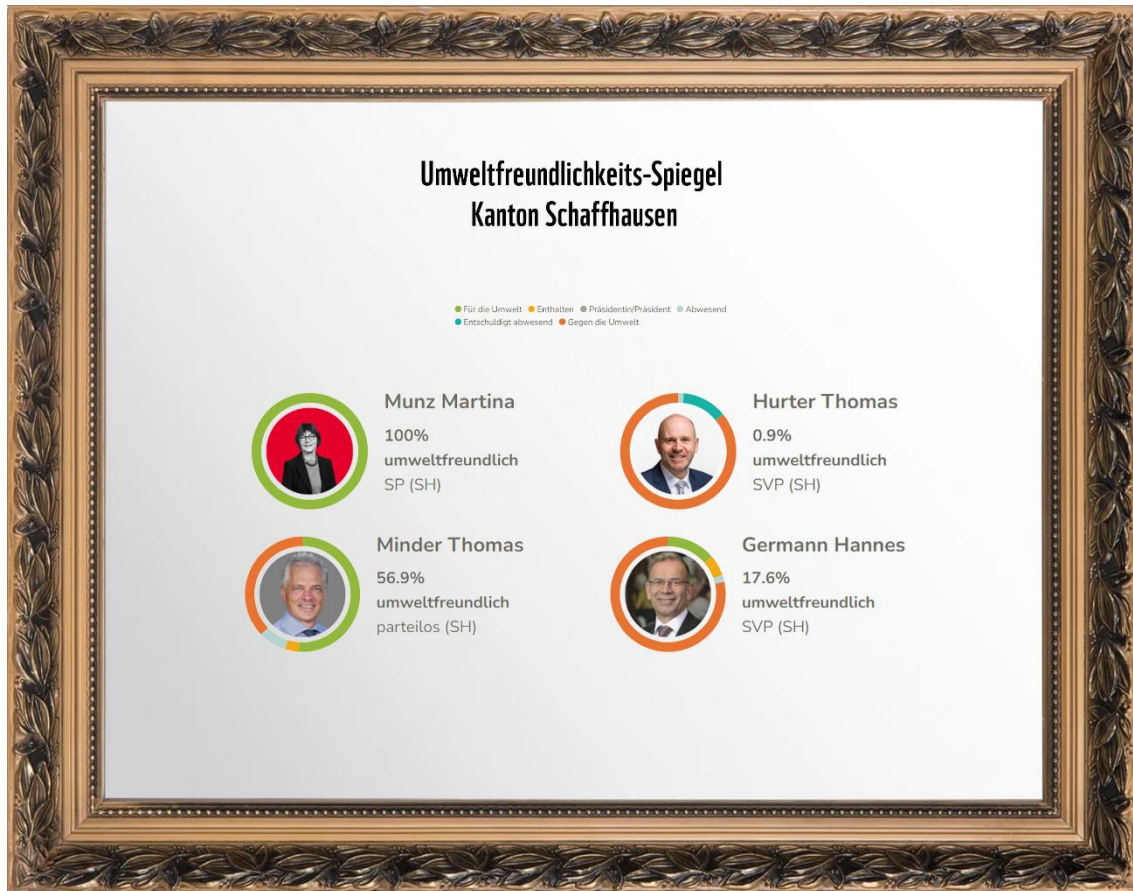 Umweltfreundlichkeits-Spiegel
Kanton Schaffhausen
Für die Umwelt Enthalten Präsidentin/Präsident Abwesend
Entschuldigt abwesend Gegen die Umwelt
Munz Martina
100%
umweltfreundlich
SP (SH)
Hurter Thomas
0.9%
umweltfreundlich
SVP (SH)
Minder Thomas
56.9%
umweltfreundlich
parteilos (SH)
Germann Hannes
17.6%
umweltfreundlich
SVP (SH)